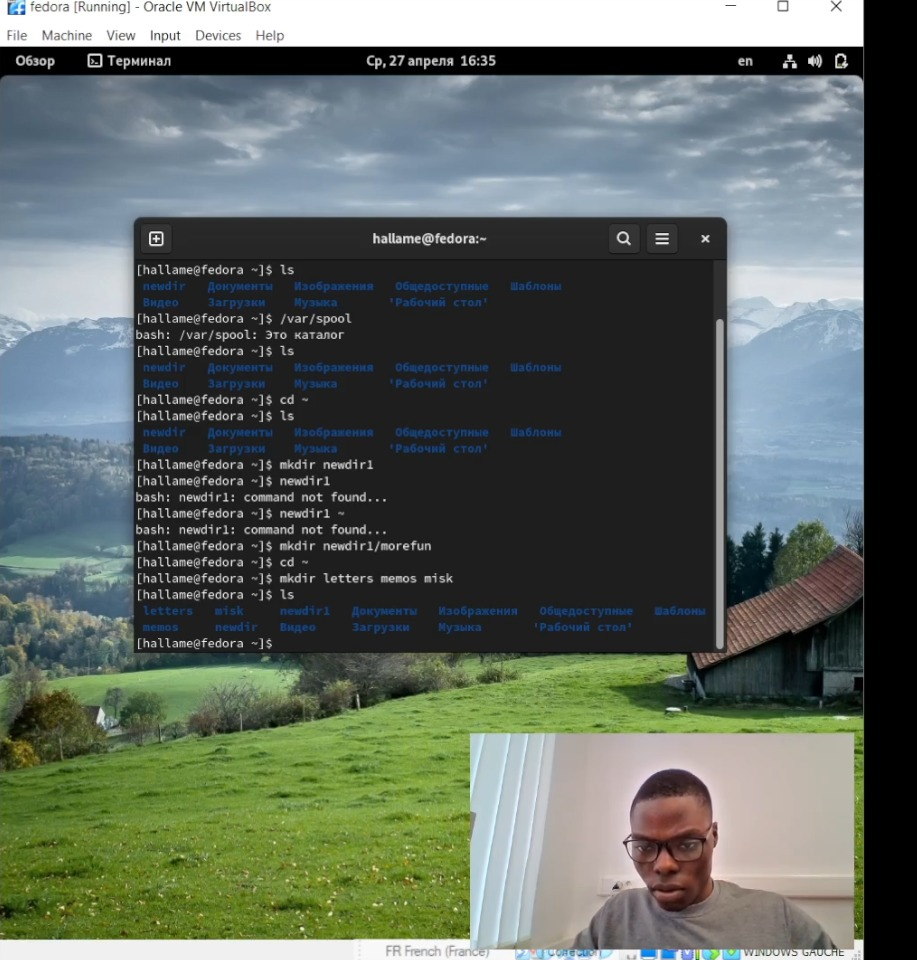 fedora [Running] - Oracle VM VirtualBox
File Machine View Input Devices Help
Обзор Терминал Ср, 27 апреля 16:35 en
hallame@fedora:~
[hallame@fedora ~]$ ls
newdir Документы Изображения Общедоступные Шаблоны
Видео Загрузки Музыка 'Рабочий стол'
[hallame@fedora ~]$ /var/spool
bash: /var/spool: Это каталог
[hallame@fedora ~]$ ls
newdir Документы Изображения Общедоступные Шаблоны
Видео Загрузки Музыка 'Рабочий стол'
[hallame@fedora ~]$ cd ~
[hallame@fedora ~]$ ls
newdir Документы Изображения Общедоступные Шаблоны
Видео Загрузки Музыка 'Рабочий стол'
[hallame@fedora ~]$ mkdir newdir1
[hallame@fedora ~]$ newdir1
bash: newdir1: command not found...
[hallame@fedora ~]$ newdir1 ~
bash: newdir1: command not found...
[hallame@fedora ~]$ mkdir newdir1/morefun
[hallame@fedora ~]$ cd ~
[hallame@fedora ~]$ mkdir letters memos misk
[hallame@fedora ~]$ ls
letters misk newdir1 Документы Изображения Общедоступные Шаблоны
memos newdir Видео Загрузки Музыка 'Рабочий стол'
[hallame@fedora ~]$
FR French (France) WINDOWS GAUCHE